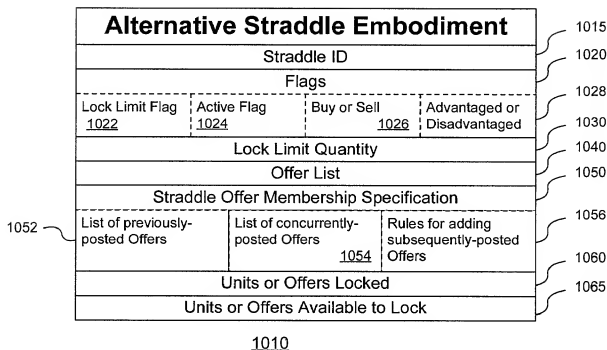 Alternative Straddle Embodiment
Straddle ID
1015
Flags
1020
Lock Limit Flag
1022
Active Flag
1024
Buy or Sell
1026
Advantaged or
Disadvantaged
1028
Lock Limit Quantity
1030
Offer List
1040
Straddle Offer Membership Specification
1050
1052
List of previously-
posted Offers
List of concurrently-
posted Offers
1054
Rules for adding
subsequently-posted
Offers
1056
Units or Offers Locked
1060
Units or Offers Available to Lock
1065
1010